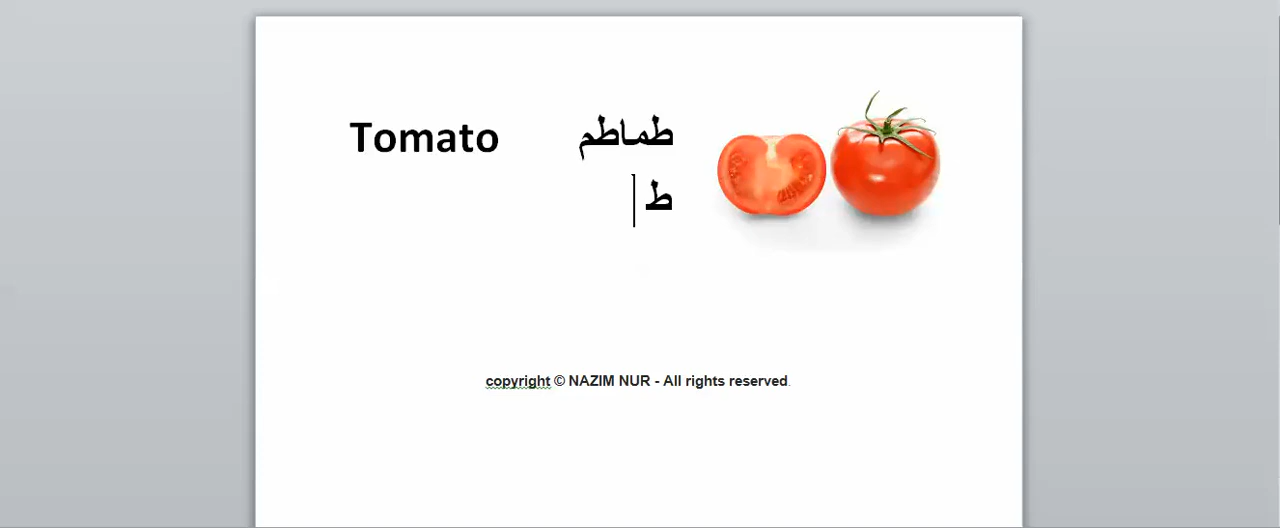 Tomato طماطم
ط
copyright © NAZIM NUR - All rights reserved.